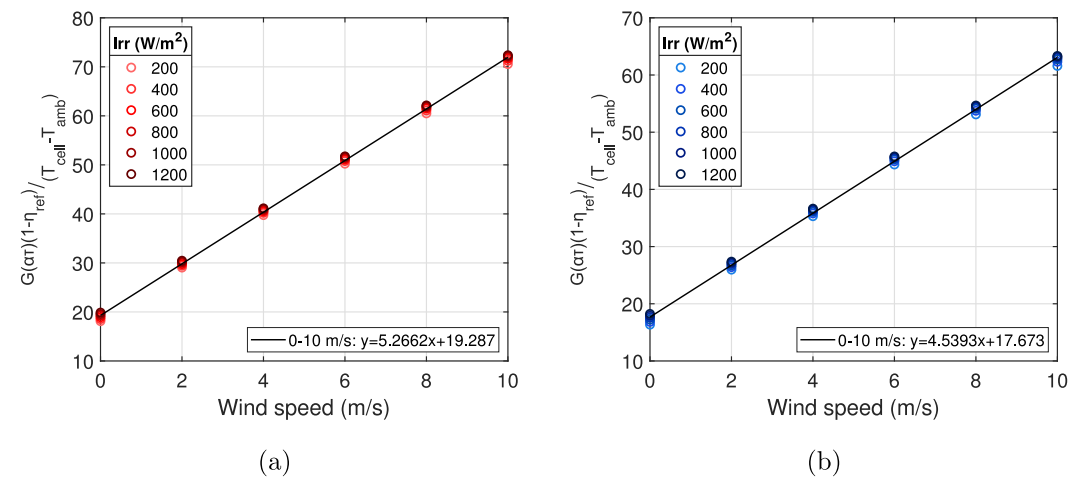 80
70
60
50
40
30
20
10
G(ατ)(1-η_ref)/(T_cell-T_amb)
Irr (W/m²)
200
400
600
800
1000
1200
0-10 m/s: y=5.2662x+19.287
0 2 4 6 8 10
Wind speed (m/s)
(a)
70
60
50
40
30
20
10
G(ατ)(1-η_ref)/(T_cell-T_amb)
Irr (W/m²)
200
400
600
800
1000
1200
0-10 m/s: y=4.5393x+17.673
0 2 4 6 8 10
Wind speed (m/s)
(b)